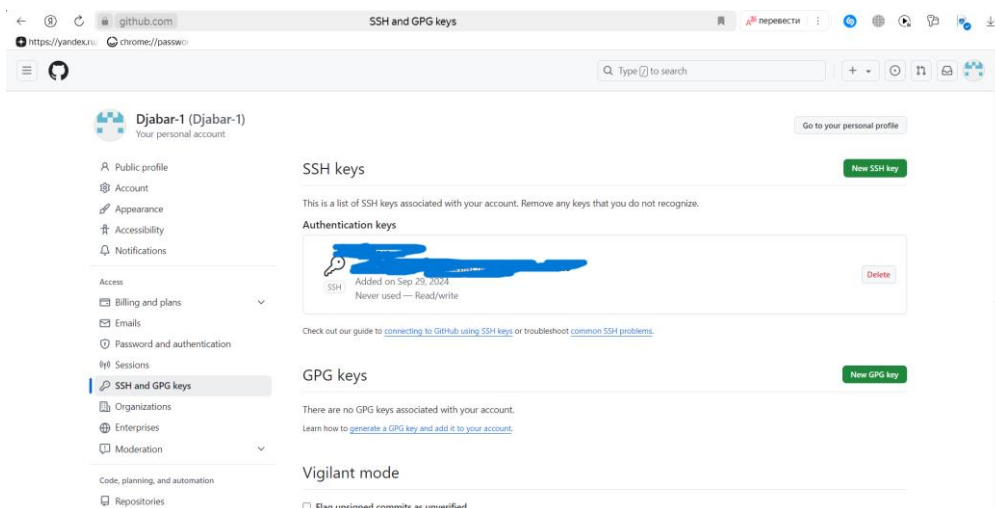 github.com
SSH and GPG keys
перевести
https://yandex.ru
chrome://passwo
Type / to search
Djabar-1 (Djabar-1)
Your personal account
Go to your personal profile
Public profile
Account
Appearance
Accessibility
Notifications
Access
Billing and plans
Emails
Password and authentication
Sessions
SSH and GPG keys
Organizations
Enterprises
Moderation
Code, planning, and automation
Repositories
SSH keys
New SSH key
This is a list of SSH keys associated with your account. Remove any keys that you do not recognize.
Authentication keys
SSH
Added on Sep 29, 2024
Never used — Read/write
Delete
Check out our guide to connecting to GitHub using SSH keys or troubleshoot common SSH problems.
GPG keys
New GPG key
There are no GPG keys associated with your account.
Learn how to generate a GPG key and add it to your account.
Vigilant mode
Flag unsigned commits as unverified